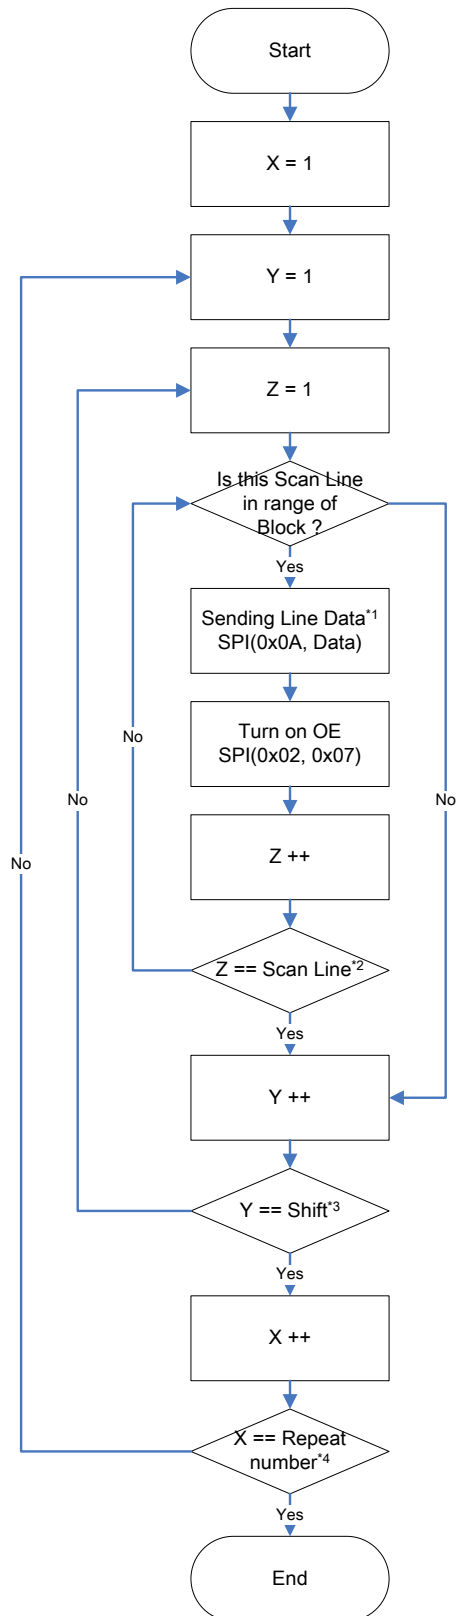 Start
X = 1
Y = 1
Z = 1
Is this Scan Line
in range of
Block ?
Yes
Sending Line Data*1
SPI(0x0A, Data)
Turn on OE
SPI(0x02, 0x07)
No
No
No
No
Z ++
Z == Scan Line*2
Yes
Y ++
Y == Shift*3
Yes
X ++
X == Repeat
number*4
Yes
End